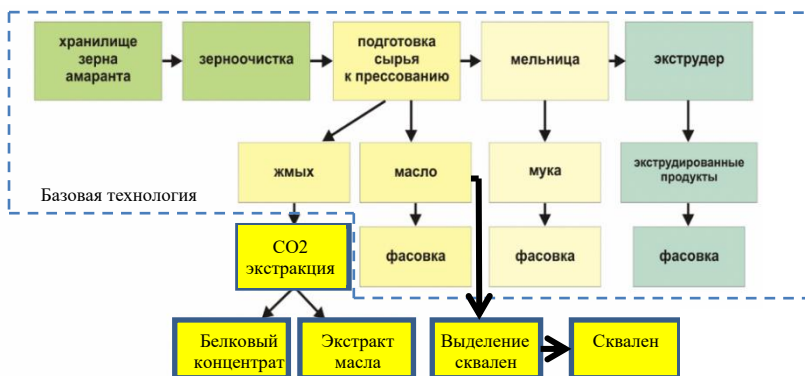 хранилище
зерна
амаранта
зерноочистка
подготовка
сырья
к прессованию
мельница
экструдер
жмых
масло
мука
экструдированные
продукты
Базовая технология
фасовка
фасовка
фасовка
СО2
экстракция
Белковый
концентрат
Экстракт
масла
Выделение
сквален
Сквален